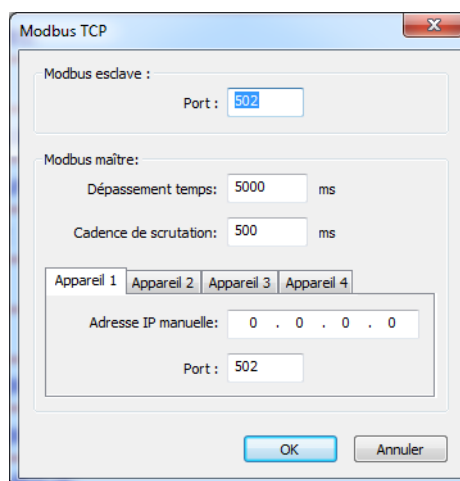 Modbus TCP
Modbus esclave :
Port : 502
Modbus maître:
Dépassement temps: 5000 ms
Cadence de scrutation: 500 ms
Appareil 1 Appareil 2 Appareil 3 Appareil 4
Adresse IP manuelle: 0 . 0 . 0 . 0
Port : 502
OK Annuler